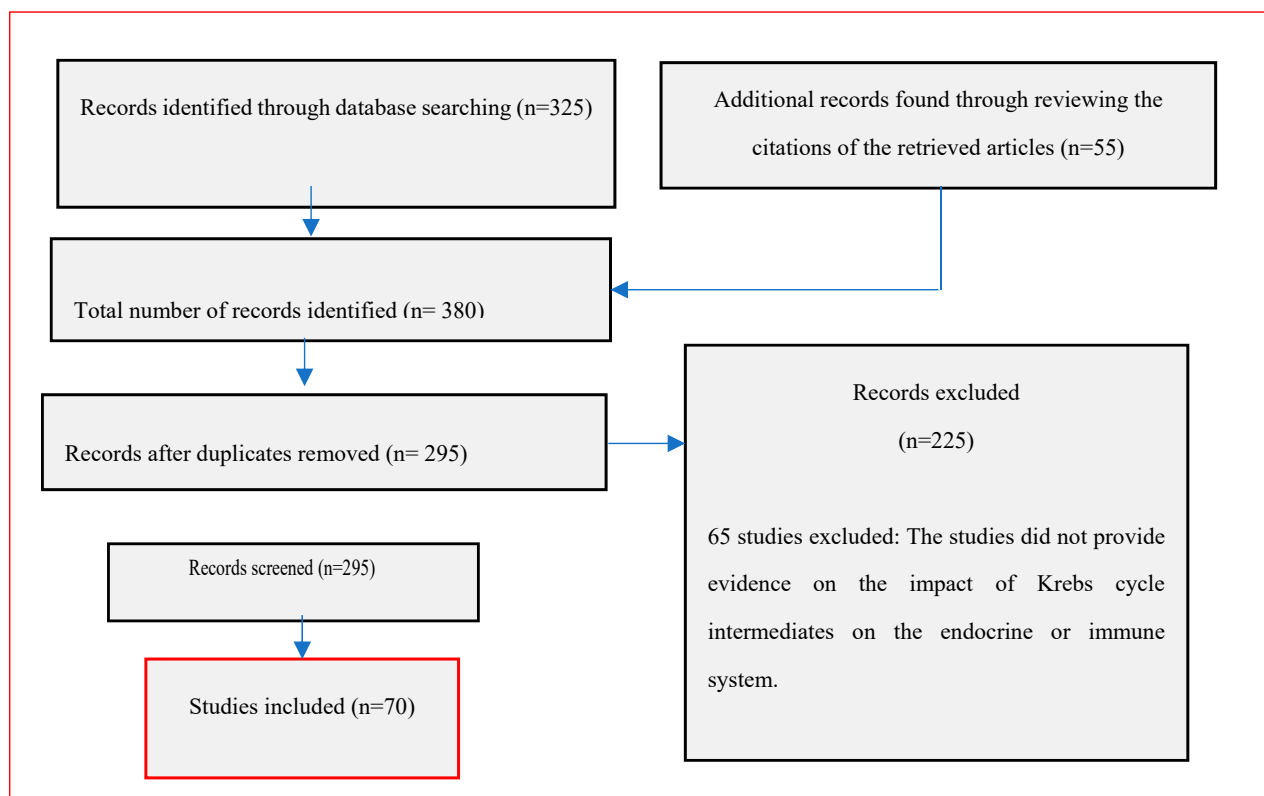 Records identified through database searching (n=325)
Additional records found through reviewing the
citations of the retrieved articles (n=55)
Total number of records identified (n= 380)
Records after duplicates removed (n= 295)
Records excluded
(n=225)
65 studies excluded: The studies did not provide
evidence on the impact of Krebs cycle
intermediates on the endocrine or immune
system.
Records screened (n=295)
Studies included (n=70)